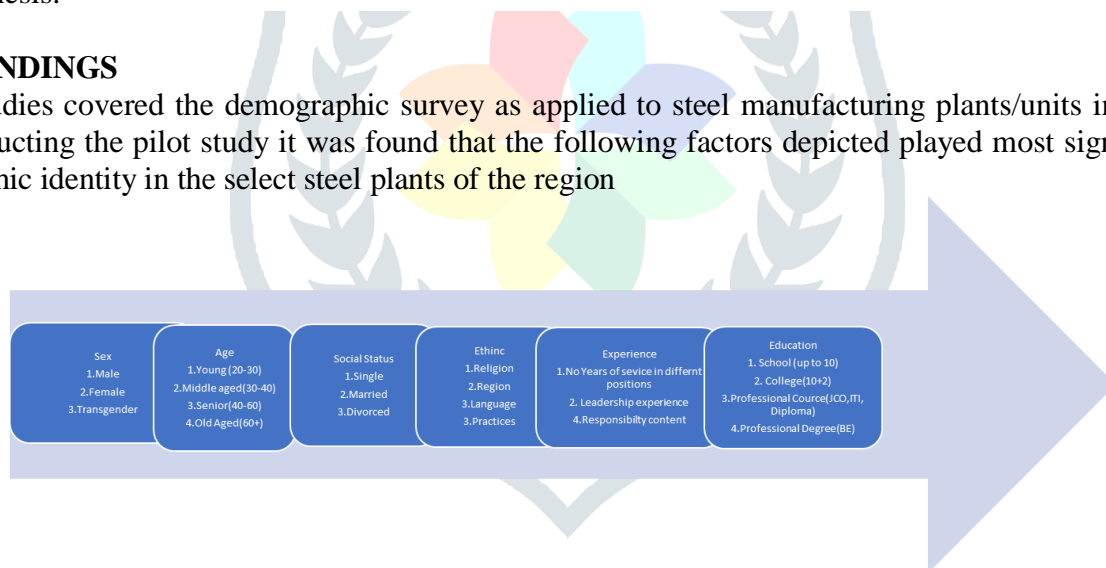 nesis.
NDINGS
dies covered the demographic survey as applied to steel manufacturing plants/units in
ucting the pilot study it was found that the following factors depicted played most sign
nic identity in the select steel plants of the region
Sex
1.Male
2.Female
3.Transgender
Age
1.Young(20-30)
2.Middle aged(30-40)
3.Senior(40-60)
4.Old Aged(60+)
Social Status
1.Single
2.Married
3.Divorced
Ethinc
1.Religion
2.Region
3.Language
3.Practices
Experience
1.No Years of sevice in differnt
positions
2. Leadership experience
4.Responsibilty content
Education
1. School (up to 10)
2. College(10+2)
3.Professional Cource(JCO,ITI,
Diploma)
4.Professional Degree(BE)